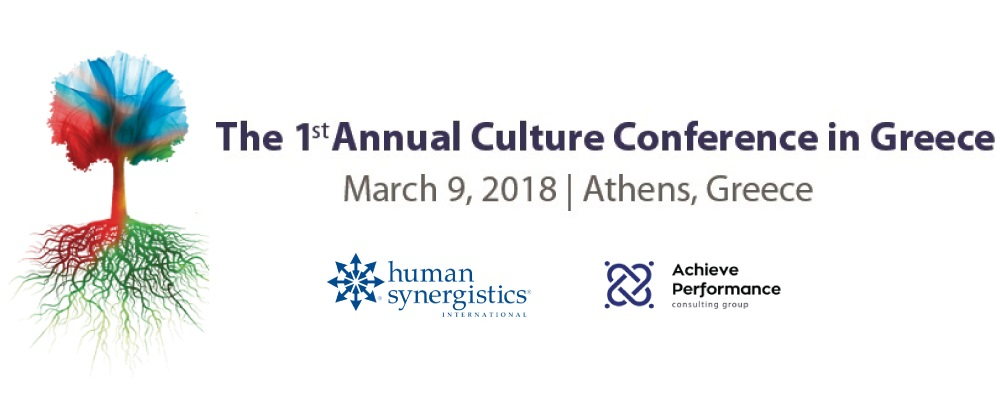 The 1st Annual Culture Conference in Greece
March 9, 2018 | Athens, Greece
human
synergistics®
INTERNATIONAL
Achieve
Performance
consulting group